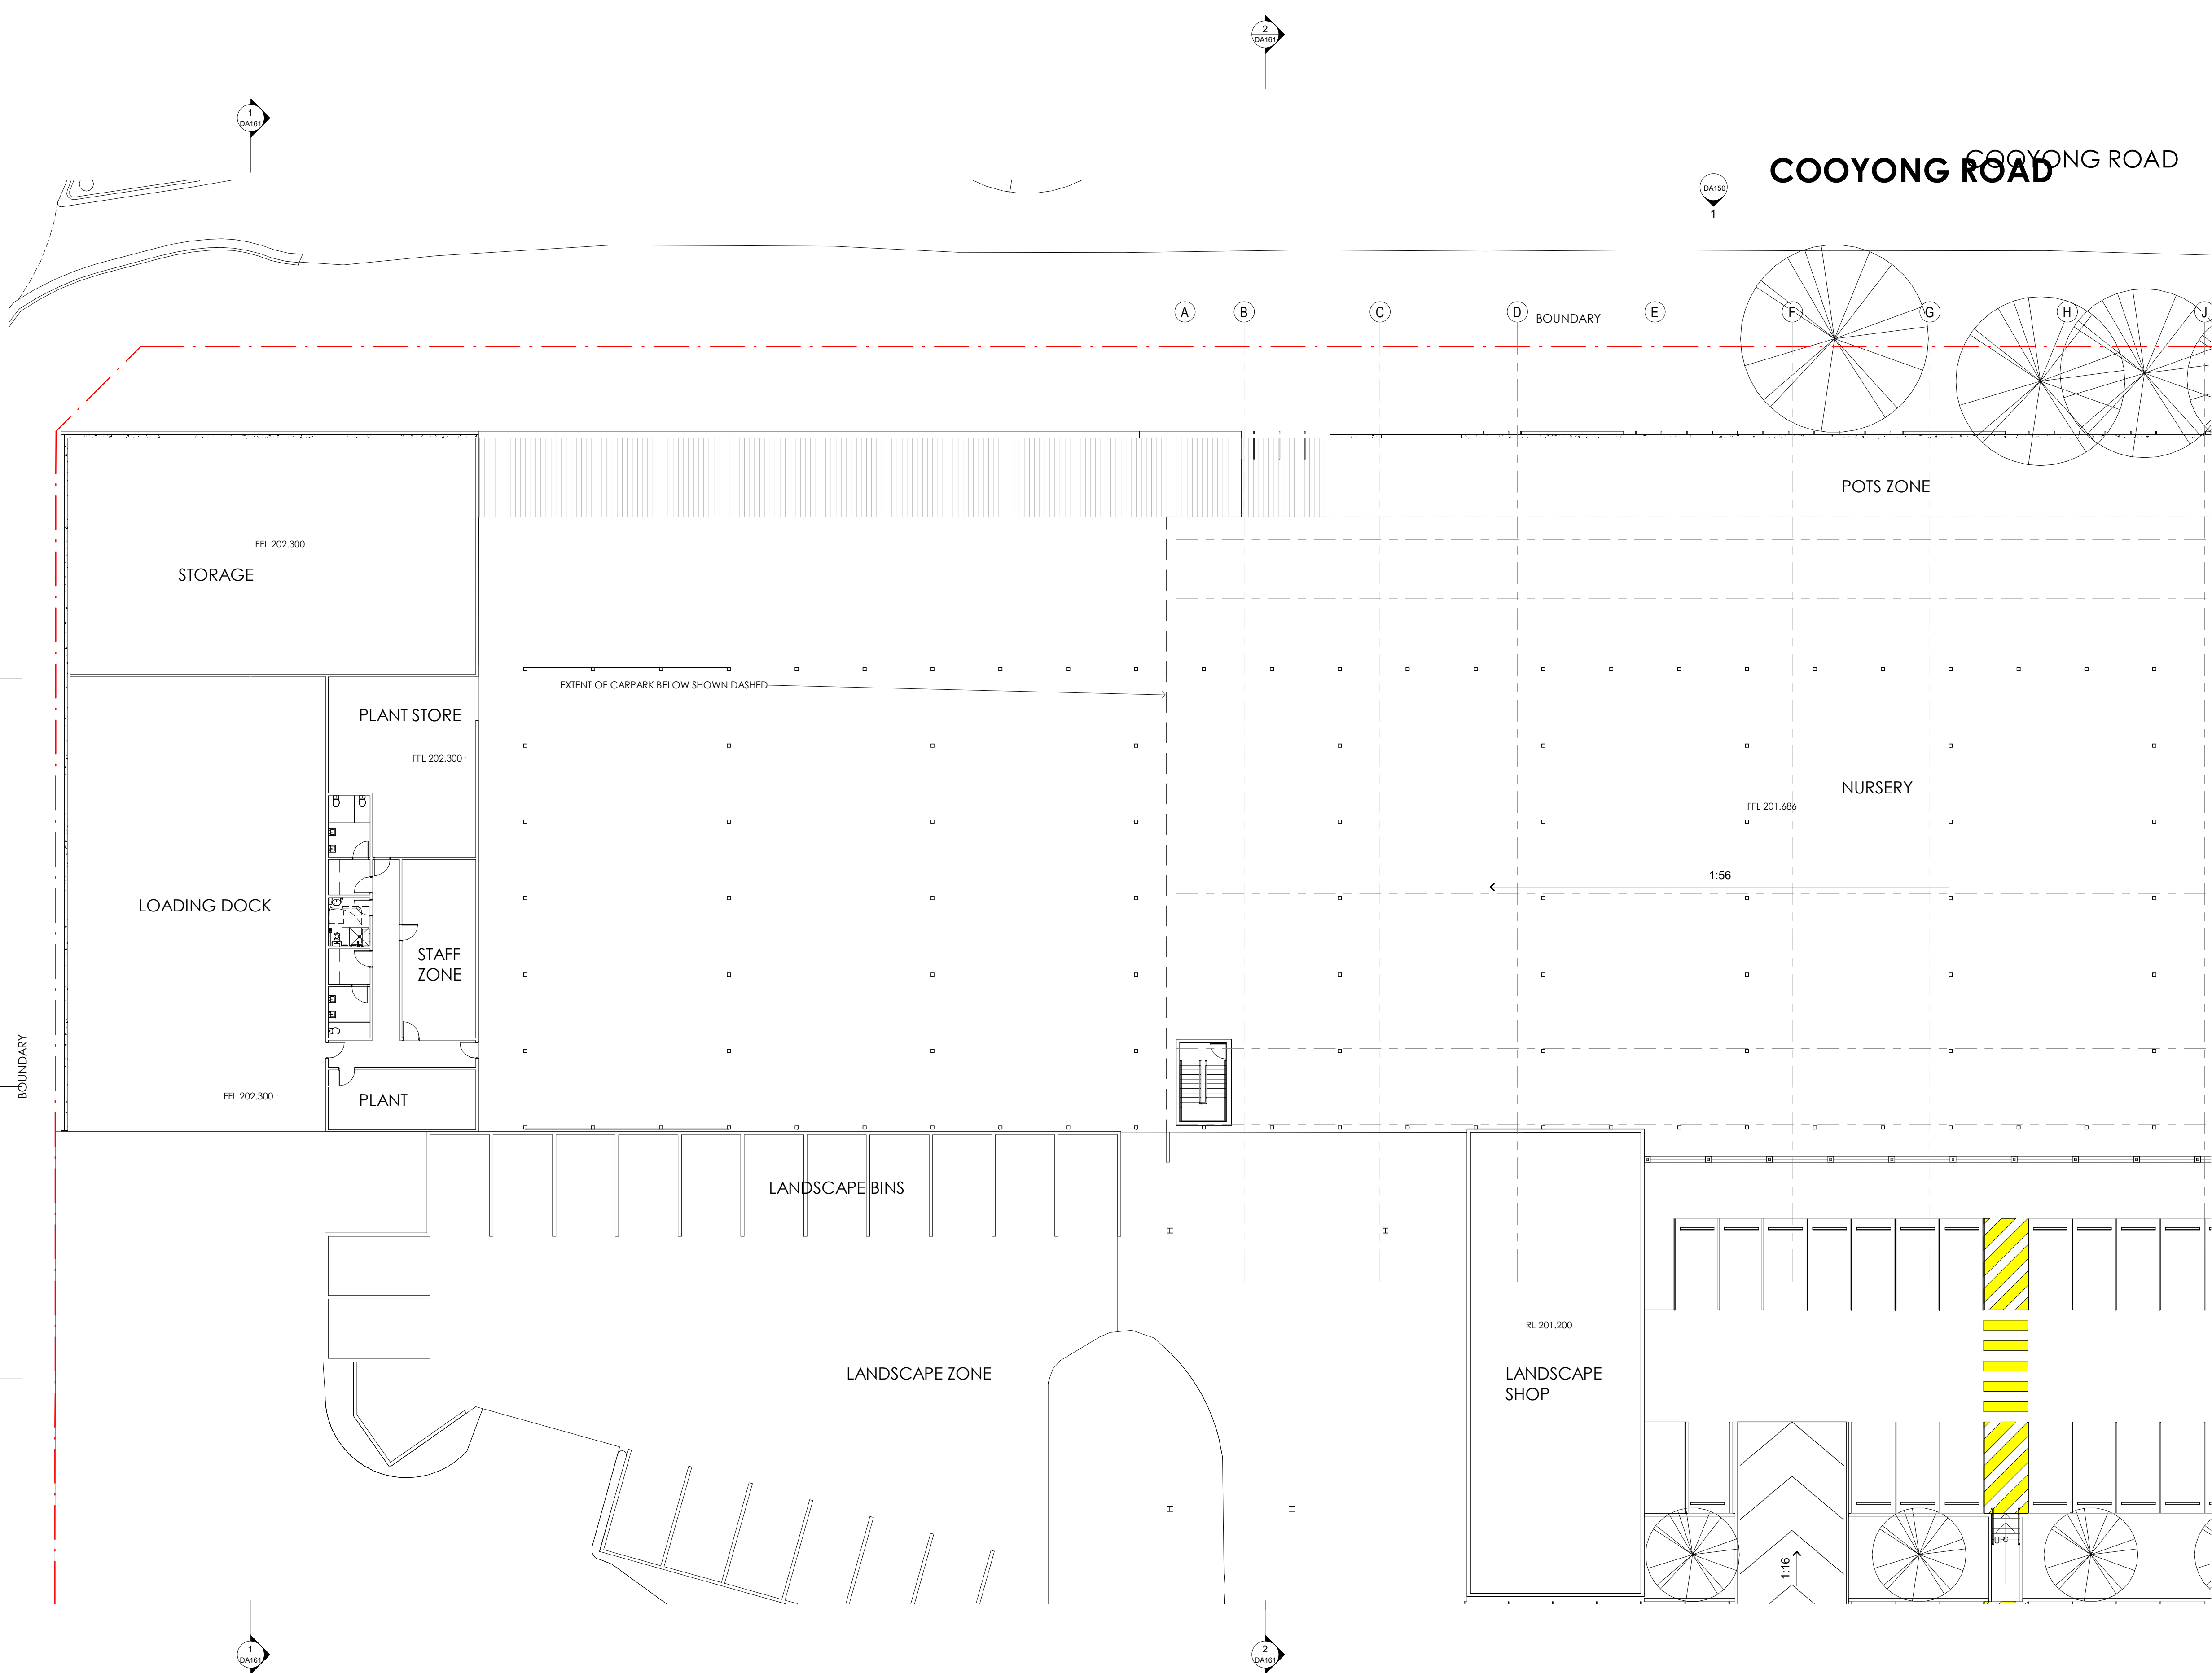 2
DA161
1
DA161
COOYONG ROAD
COOYONG ROAD
DA150
1
A
B
C
D
BOUNDARY
E
F
G
H
J
POTS ZONE
FFL 202.300
STORAGE
EXTENT OF CARPARK BELOW SHOWN DASHED
PLANT STORE
FFL 202.300
NURSERY
FFL 201.686
1:56
LOADING DOCK
STAFF
ZONE
BOUNDARY
FFL 202.300
PLANT
LANDSCAPE BINS
RL 201.200
LANDSCAPE ZONE
LANDSCAPE
SHOP
UP
1:16
1
DA161
2
DA161